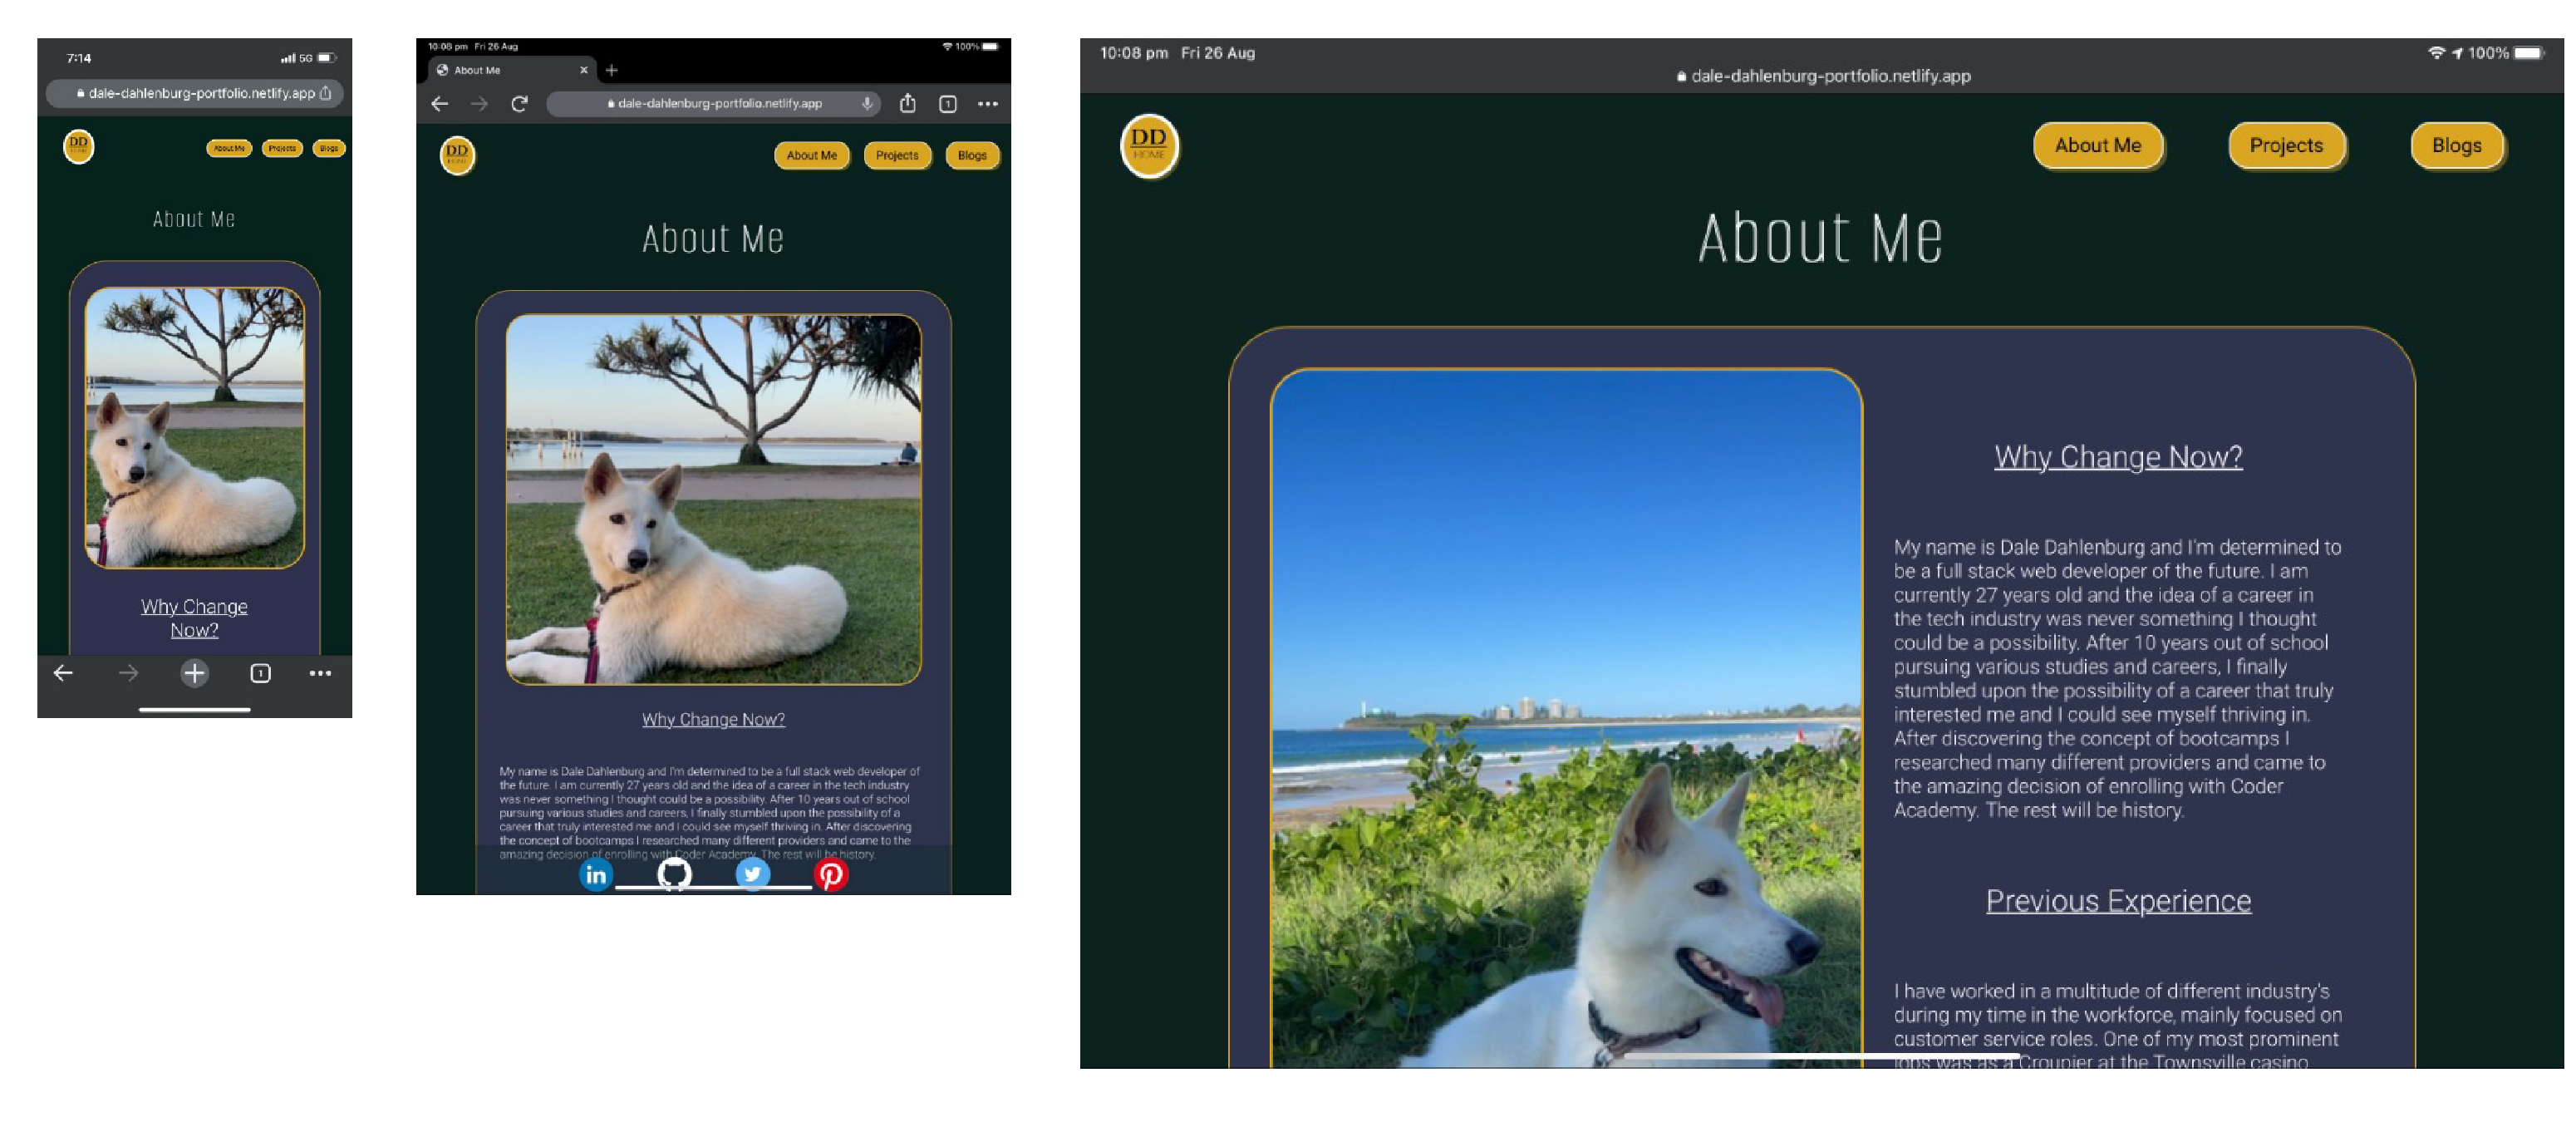 7:14
5G
dale-dahlenburg-portfolio.netlify.app
DD
About Me
Projects
Blogs
About Me
Why Change
Now?
1
10:08 pm Fri 26 Aug
100%
About Me
dale-dahlenburg-portfolio.netlify.app
1
DD
About Me
Projects
Blogs
About Me
Why Change Now?
My name is Dale Dahlenburg and I'm determined to be a full stack web developer of
the future. I am currently 27 years old and the idea of a career in the tech industry
was never something I thought could be a possibility. After 10 years out of school
pursuing various studies and careers, I finally stumbled upon the possibility of a
career that truly interested me and I could see myself thriving in. After discovering
the concept of bootcamps I researched many different providers and came to the
amazing decision of enrolling with Coder Academy. The rest will be history.
in
10:08 pm Fri 26 Aug
100%
dale-dahlenburg-portfolio.netlify.app
DD
HOME
About Me
Projects
Blogs
About Me
Why Change Now?
My name is Dale Dahlenburg and I'm determined to
be a full stack web developer of the future. I am
currently 27 years old and the idea of a career in
the tech industry was never something I thought
could be a possibility. After 10 years out of school
pursuing various studies and careers, I finally
stumbled upon the possibility of a career that truly
interested me and I could see myself thriving in.
After discovering the concept of bootcamps I
researched many different providers and came to
the amazing decision of enrolling with Coder
Academy. The rest will be history.
Previous Experience
I have worked in a multitude of different industry's
during my time in the workforce, mainly focused on
customer service roles. One of my most prominent
jobs was as a Croupier at the Townsville casino